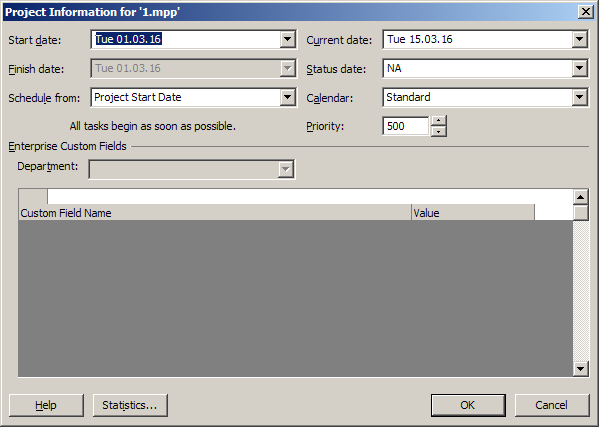 Project Information for '1.mpp'
Start date: Tue 01.03.16 Current date: Tue 15.03.16
Finish date: Tue 01.03.16 Status date: NA
Schedule from: Project Start Date Calendar: Standard
All tasks begin as soon as possible. Priority: 500
Enterprise Custom Fields
Department:
Custom Field Name Value
Help Statistics... OK Cancel